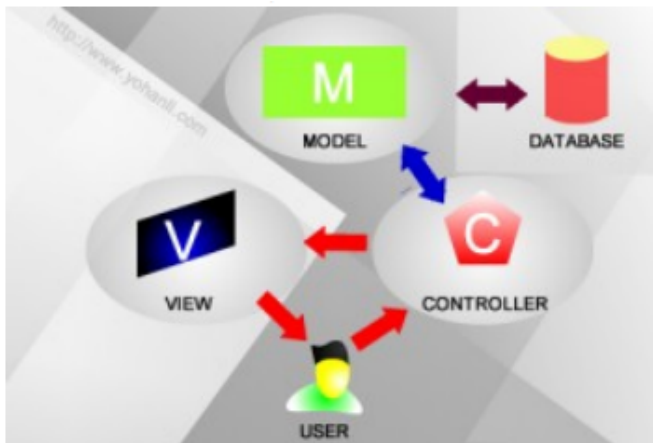 http://www.yohanli.com
M
MODEL
DATABASE
V
VIEW
C
CONTROLLER
USER